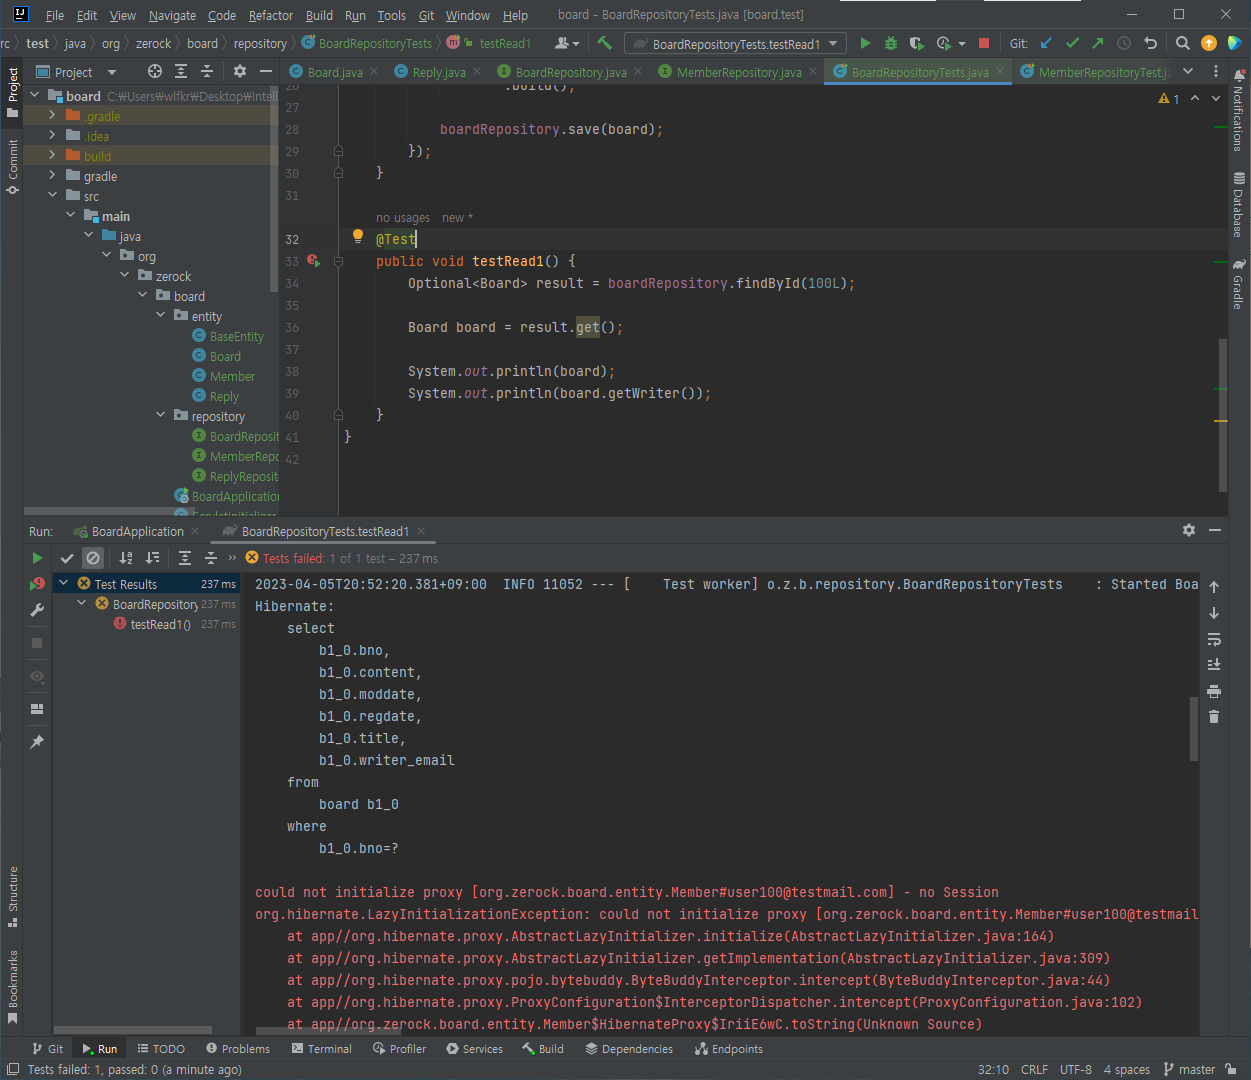 File Edit View Navigate Code Refactor Build Run Tools Git Window Help board - BoardRepositoryTests.java [board.test]
rc test java org zerock board repository BoardRepositoryTests testRead1 BoardRepositoryTests.testRead1 Git:
Project Board.java Reply.java BoardRepository.java MemberRepository.java BoardRepositoryTests.java MemberRepositoryTest.j
board C:₩Users₩wlfkr₩Desktop₩Intell
.gradle
.idea
build
gradle
src
main
java
org
zerock
board
entity
BaseEntity
Board
Member
Reply
repository
BoardReposit
MemberRepo
ReplyReposit
BoardApplication
ServletInitializer
26 .build();
27
28 boardRepository.save(board);
29 });
30 }
31
no usages new *
32 @Test
33 public void testRead1() {
34 Optional<Board> result = boardRepository.findById(100L);
35
36 Board board = result.get();
37
38 System.out.println(board);
39 System.out.println(board.getWriter());
40 }
41 }
42
1
Project
Commit
Structure
Bookmarks
Notifications
Database
Gradle
Run: BoardApplication BoardRepositoryTests.testRead1
Tests failed: 1 of 1 test – 237 ms
Test Results 237 ms
BoardRepository 237 ms
testRead1() 237 ms
2023-04-05T20:52:20.381+09:00 INFO 11052 --- [ Test worker] o.z.b.repository.BoardRepositoryTests : Started Boa
Hibernate:
select
b1_0.bno,
b1_0.content,
b1_0.moddate,
b1_0.regdate,
b1_0.title,
b1_0.writer_email
from
board b1_0
where
b1_0.bno=?
could not initialize proxy [org.zerock.board.entity.Member#user100@testmail.com] - no Session
org.hibernate.LazyInitializationException: could not initialize proxy [org.zerock.board.entity.Member#user100@testmail
at app//org.hibernate.proxy.AbstractLazyInitializer.initialize(AbstractLazyInitializer.java:164)
at app//org.hibernate.proxy.AbstractLazyInitializer.getImplementation(AbstractLazyInitializer.java:309)
at app//org.hibernate.proxy.pojo.bytebuddy.ByteBuddyInterceptor.intercept(ByteBuddyInterceptor.java:44)
at app//org.hibernate.proxy.ProxyConfiguration$InterceptorDispatcher.intercept(ProxyConfiguration.java:102)
at app//org.zerock.board.entity.Member$HibernateProxy$IriiE6wC.toString(Unknown Source)
Git Run TODO Problems Terminal Profiler Services Build Dependencies Endpoints
Tests failed: 1, passed: 0 (a minute ago) 32:10 CRLF UTF-8 4 spaces master